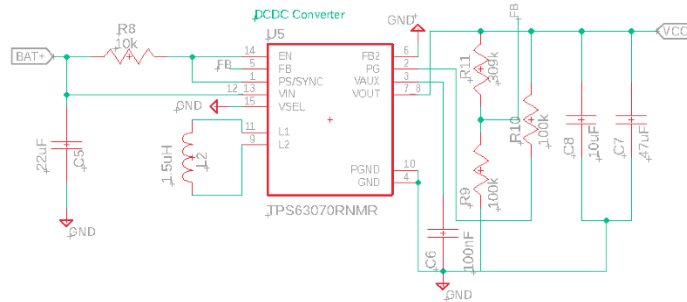 DCDC Converter
U5
R8
10k
BAT+
GND
FB
VCC
14 EN
5 FB
FB
1 PS/SYNC
12 13 VIN
15 VSEL
GND
11 L1
9 L2
FB2 6
PG 2
VAUX 3
VOUT 7_8
PGND 10
GND 4
TPS63070RNMR
22uF
C5
GND
1.5uH
L2
R11
309k
R10
100k
R9
100k
C8
10uF
C7
47uF
C6
100nF
GND